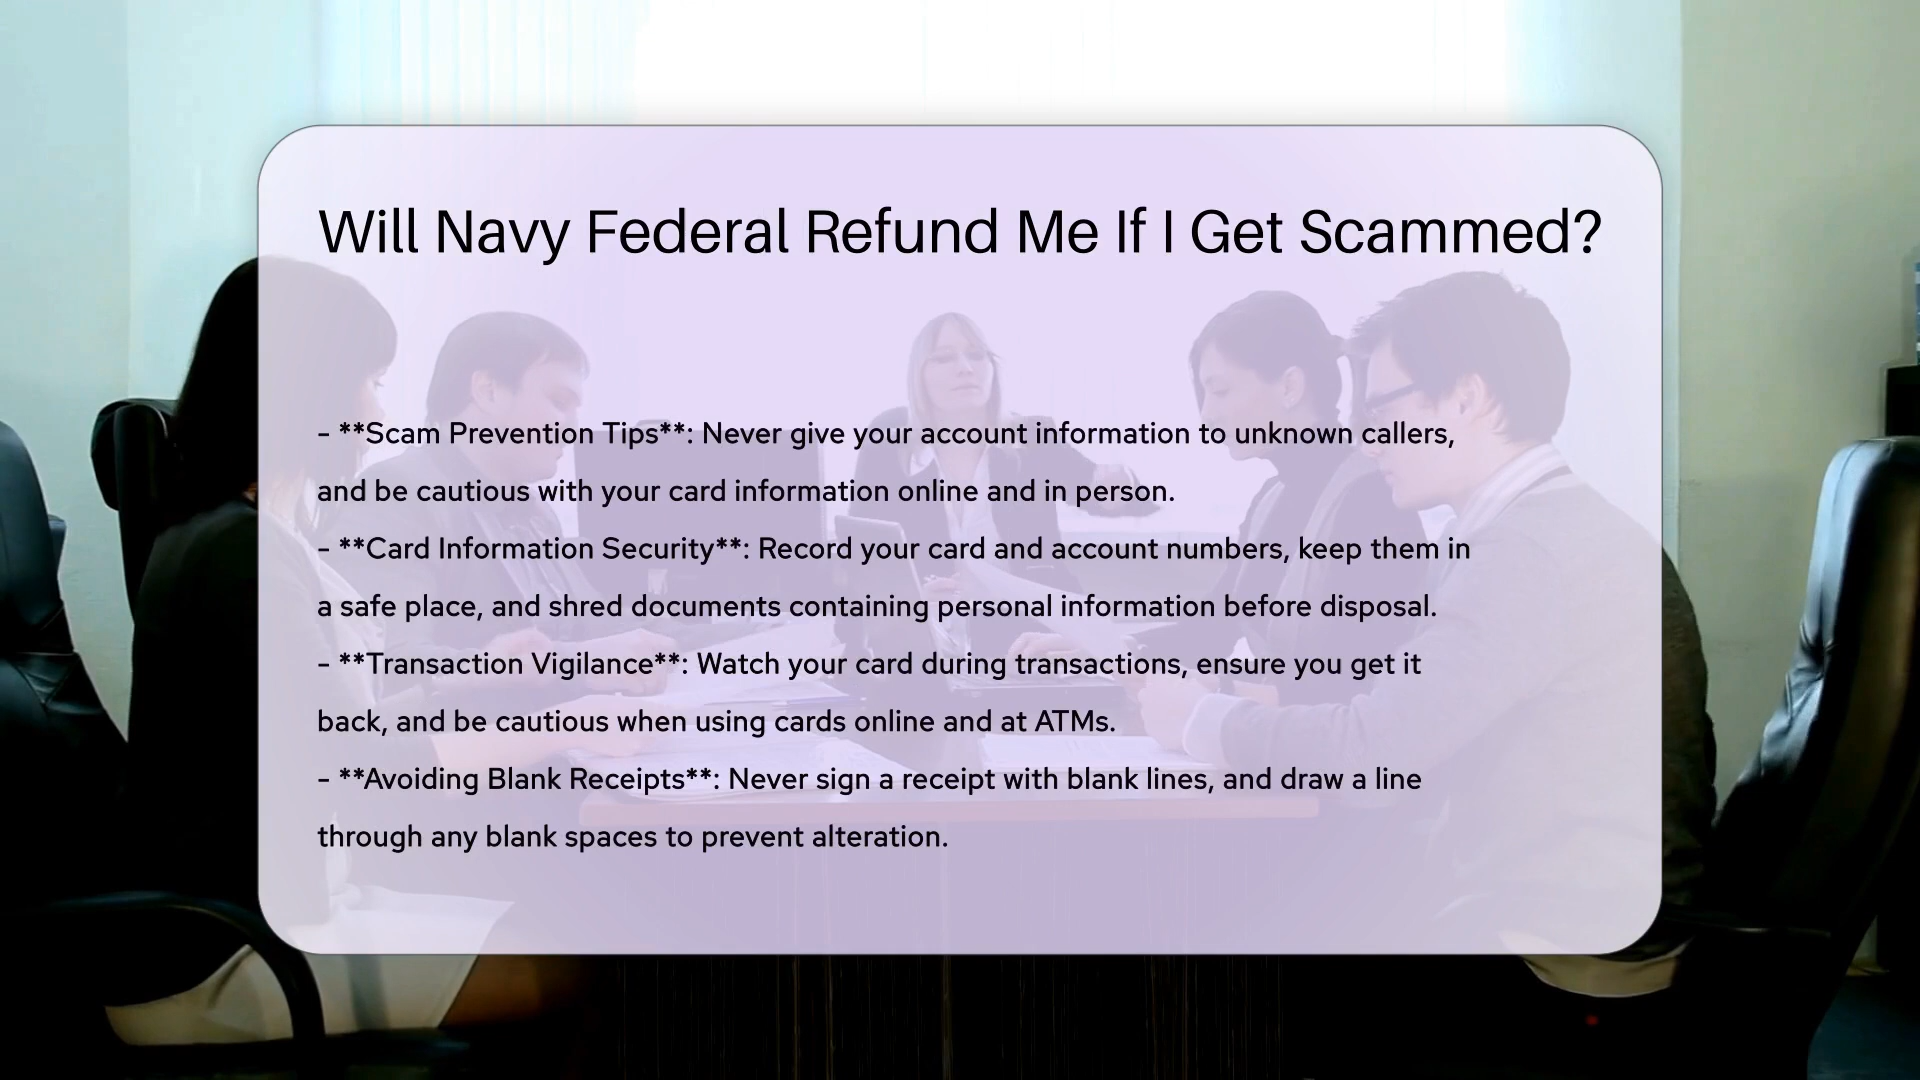 Will Navy Federal Refund Me If I Get Scammed?
- **Scam Prevention Tips**: Never give your account information to unknown callers,
and be cautious with your card information online and in person.
- **Card Information Security**: Record your card and account numbers, keep them in
a safe place, and shred documents containing personal information before disposal.
- **Transaction Vigilance**: Watch your card during transactions, ensure you get it
back, and be cautious when using cards online and at ATMs.
- **Avoiding Blank Receipts**: Never sign a receipt with blank lines, and draw a line
through any blank spaces to prevent alteration.